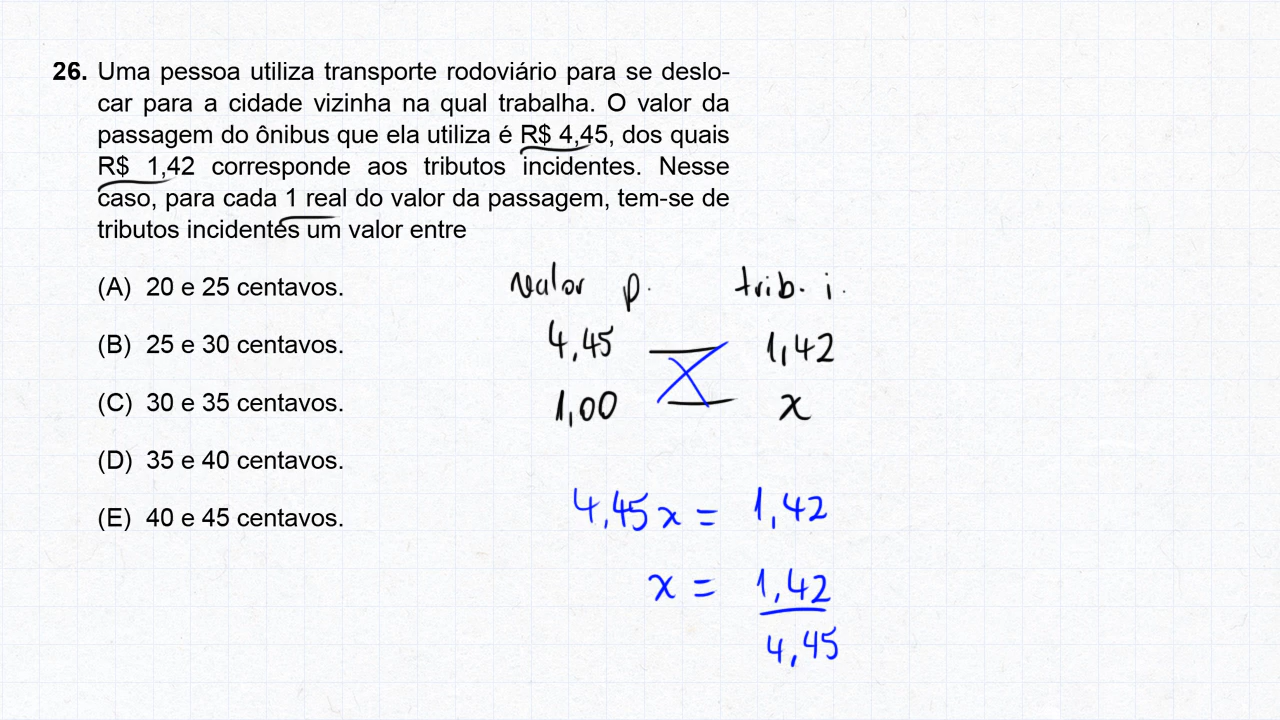 26. Uma pessoa utiliza transporte rodoviário para se deslo-
car para a cidade vizinha na qual trabalha. O valor da
passagem do ônibus que ela utiliza é R$ 4,45, dos quais
R$ 1,42 corresponde aos tributos incidentes. Nesse
caso, para cada 1 real do valor da passagem, tem-se de
tributos incidentes um valor entre
(A) 20 e 25 centavos.
(B) 25 e 30 centavos.
(C) 30 e 35 centavos.
(D) 35 e 40 centavos.
(E) 40 e 45 centavos.
valor p. trib. i.
4,45 1,42
1,00 x
4,45x = 1,42
x = 1,42
4,45